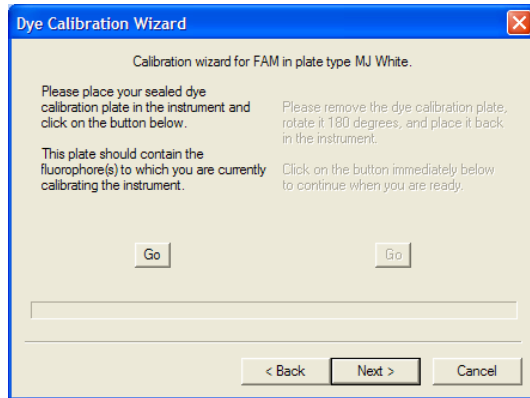 Dye Calibration Wizard
Calibration wizard for FAM in plate type MJ White.
Please place your sealed dye
calibration plate in the instrument and
click on the button below.
This plate should contain the
fluorophore(s) to which you are currently
calibrating the instrument.
Go
Please remove the dye calibration plate,
rotate it 180 degrees, and place it back
in the instrument.
Click on the button immediately below
to continue when you are ready.
Go
< Back
Next >
Cancel